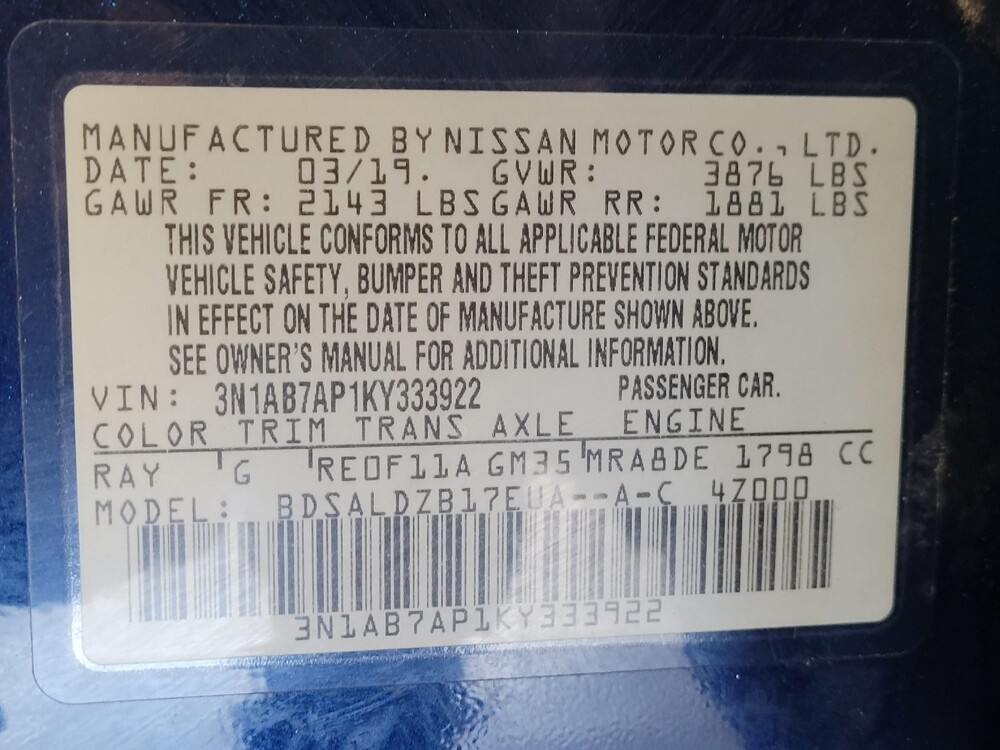 MANUFACTURED BY NISSAN MOTOR CO., LTD.
DATE: 03/19. GVWR: 3876 LBS
GAWR FR: 2143 LBS GAWR RR: 1881 LBS
THIS VEHICLE CONFORMS TO ALL APPLICABLE FEDERAL MOTOR
VEHICLE SAFETY, BUMPER AND THEFT PREVENTION STANDARDS
IN EFFECT ON THE DATE OF MANUFACTURE SHOWN ABOVE.
SEE OWNER'S MANUAL FOR ADDITIONAL INFORMATION.
VIN: 3N1AB7AP1KY333922 PASSENGER CAR.
COLOR TRIM TRANS AXLE ENGINE
RAY G RE0F11A GM35 MRA8DE 1798 CC
MODEL: BDSALDZB17EUA--A-C 4Z000
3N1AB7AP1KY333922